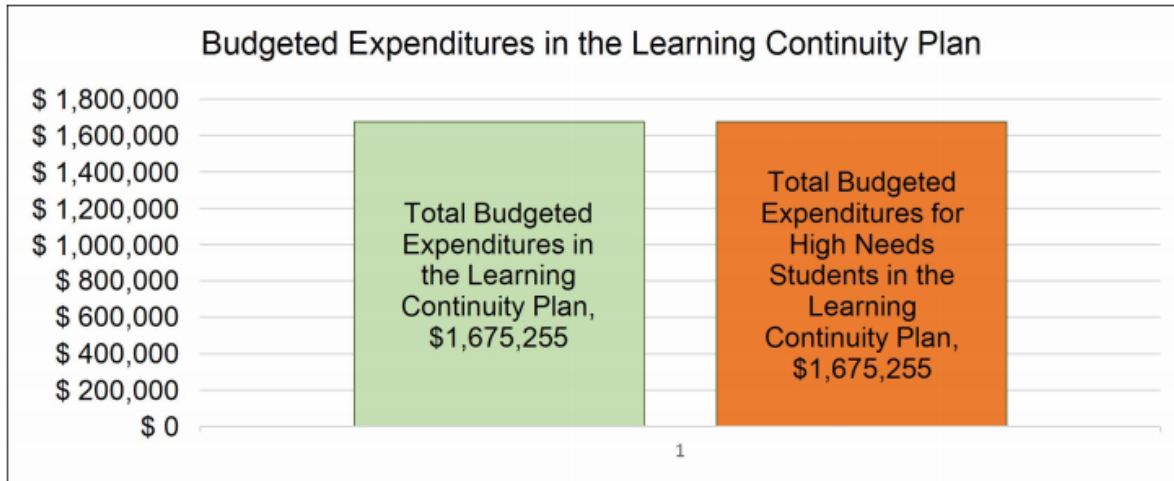 Budgeted Expenditures in the Learning Continuity Plan
$ 1,800,000
$ 1,600,000
$ 1,400,000
$ 1,200,000
$ 1,000,000
$ 800,000
$ 600,000
$ 400,000
$ 200,000
$ 0
Total Budgeted
Expenditures in
the Learning
Continuity Plan,
$1,675,255
Total Budgeted
Expenditures for
High Needs
Students in the
Learning
Continuity Plan,
$1,675,255
1